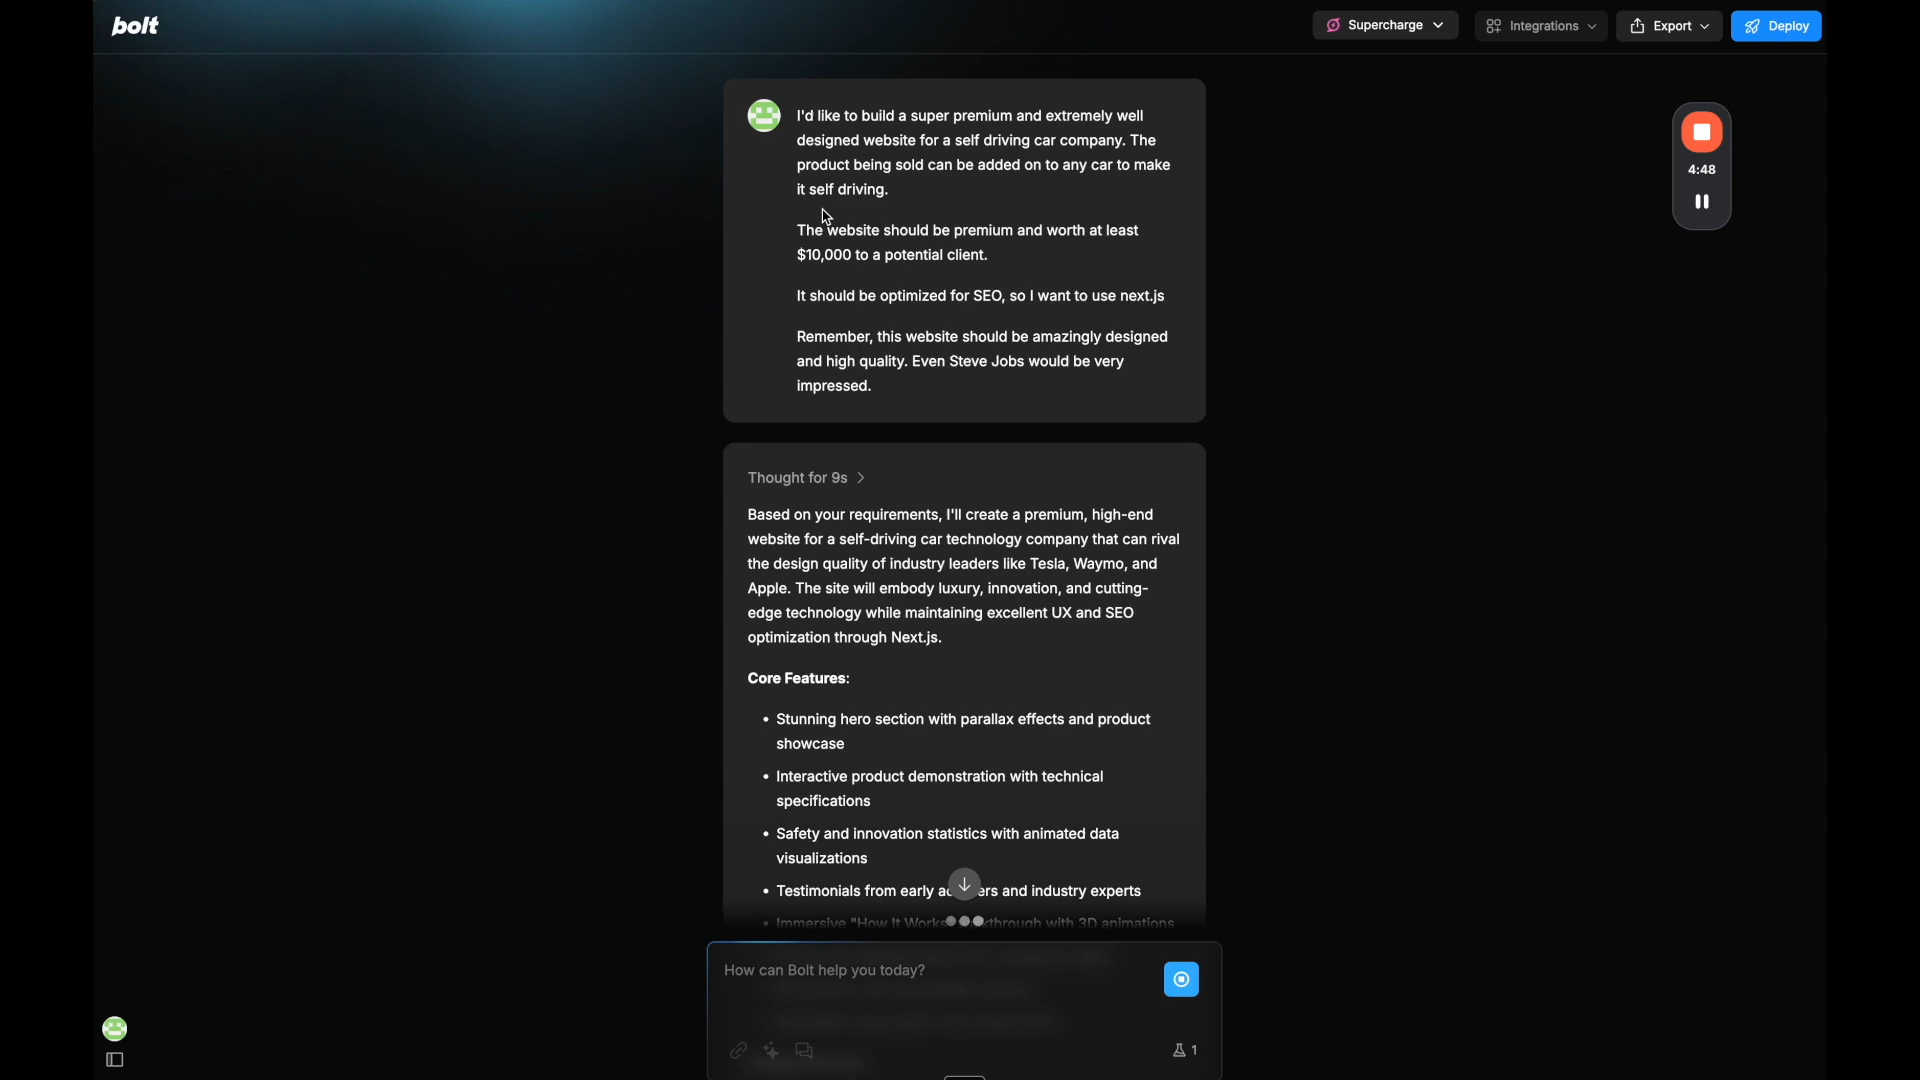 bolt
Supercharge
Integrations
Export
Deploy
I'd like to build a super premium and extremely well
designed website for a self driving car company. The
product being sold can be added on to any car to make
it self driving.
The website should be premium and worth at least
$10,000 to a potential client.
It should be optimized for SEO, so I want to use next.js
Remember, this website should be amazingly designed
and high quality. Even Steve Jobs would be very
impressed.
4:48
Thought for 9s
Based on your requirements, I'll create a premium, high-end
website for a self-driving car technology company that can rival
the design quality of industry leaders like Tesla, Waymo, and
Apple. The site will embody luxury, innovation, and cutting-
edge technology while maintaining excellent UX and SEO
optimization through Next.js.
Core Features:
• Stunning hero section with parallax effects and product
showcase
• Interactive product demonstration with technical
specifications
• Safety and innovation statistics with animated data
visualizations
• Testimonials from early and industry experts
• Immersive "How It Works" with 3D animations
How can Bolt help you today?
1